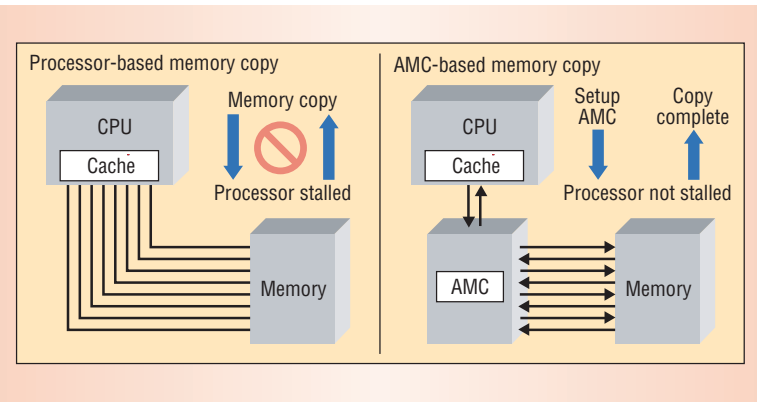 Processor-based memory copy
CPU
Cache
Memory copy
Processor stalled
Memory
AMC-based memory copy
CPU
Cache
Setup
AMC
Copy
complete
Processor not stalled
AMC
Memory